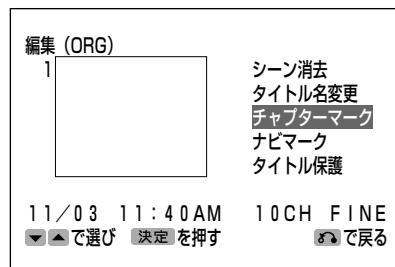 編集（ORG）
1
シーン消去
タイトル名変更
チャプターマーク
ナビマーク
タイトル保護
11／03 11：40AM 10CH FINE
▼▲で選び 決定 を押す で戻る